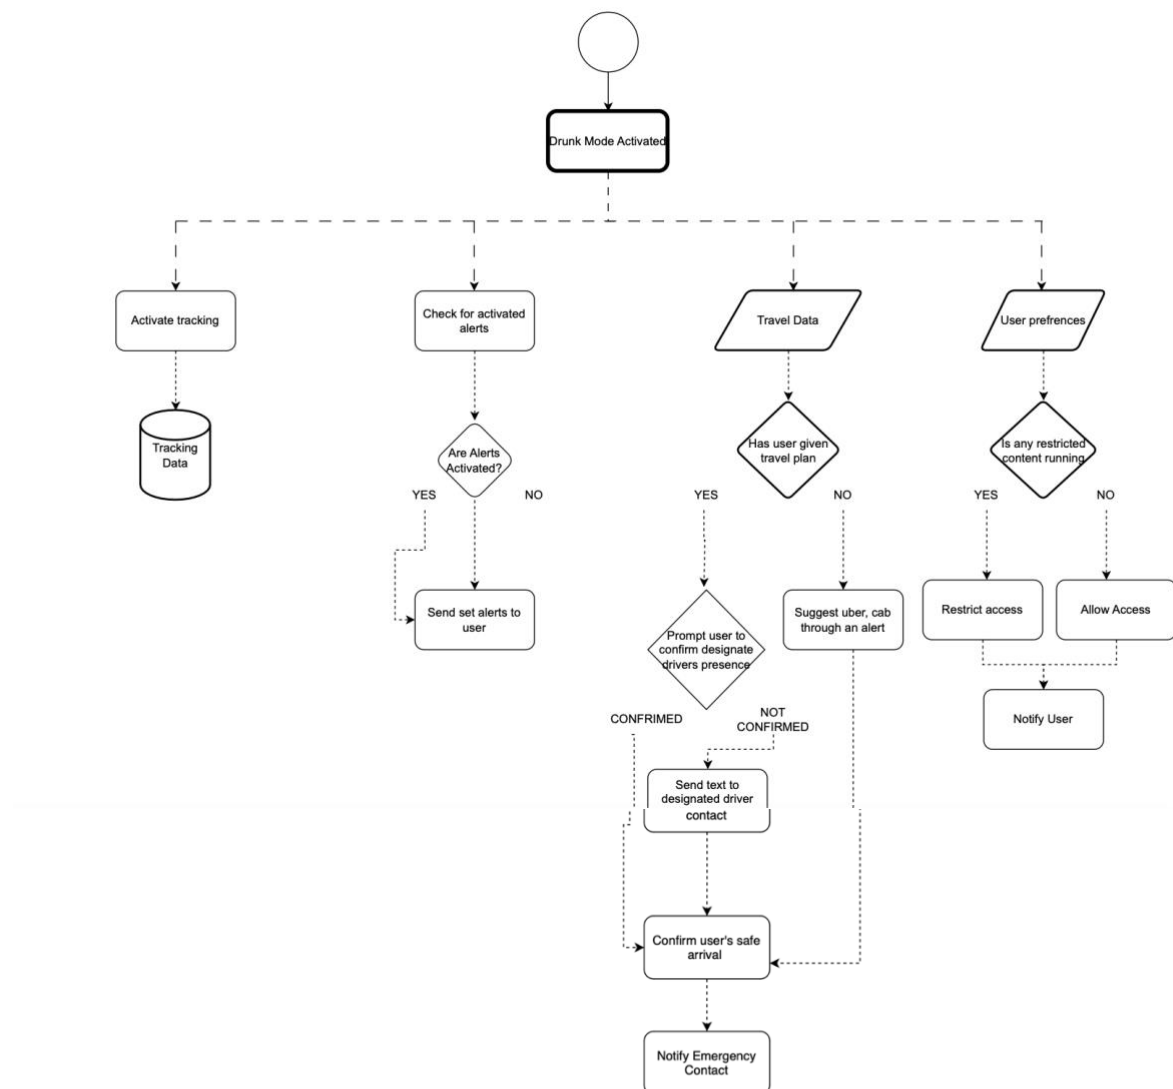 Drunk Mode Activated
Activate tracking
Check for activated
alerts
Travel Data
User prefrences
Tracking
Data
Are Alerts
Activated?
Has user given
travel plan
Is any restricted
content running
YES
NO
YES
NO
YES
NO
Send set alerts to
user
Prompt user to
confirm designate
drivers presence
Suggest uber, cab
through an alert
Restrict access
Allow Access
CONFRIMED
NOT
CONFIRMED
Notify User
Send text to
designated driver
contact
Confirm user's safe
arrival
Notify Emergency
Contact